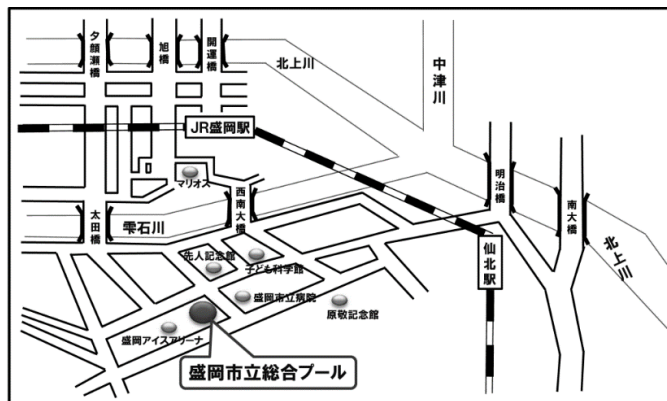 夕顔瀬橋
旭橋
開運橋
北上川
中津川
JR盛岡駅
マリオス
西南大橋
明治橋
南大橋
太田橋
雫石川
北上川
仙北駅
先人記念館
子ども科学館
盛岡市立病院
原敬記念館
盛岡アイスアリーナ
盛岡市立総合プール